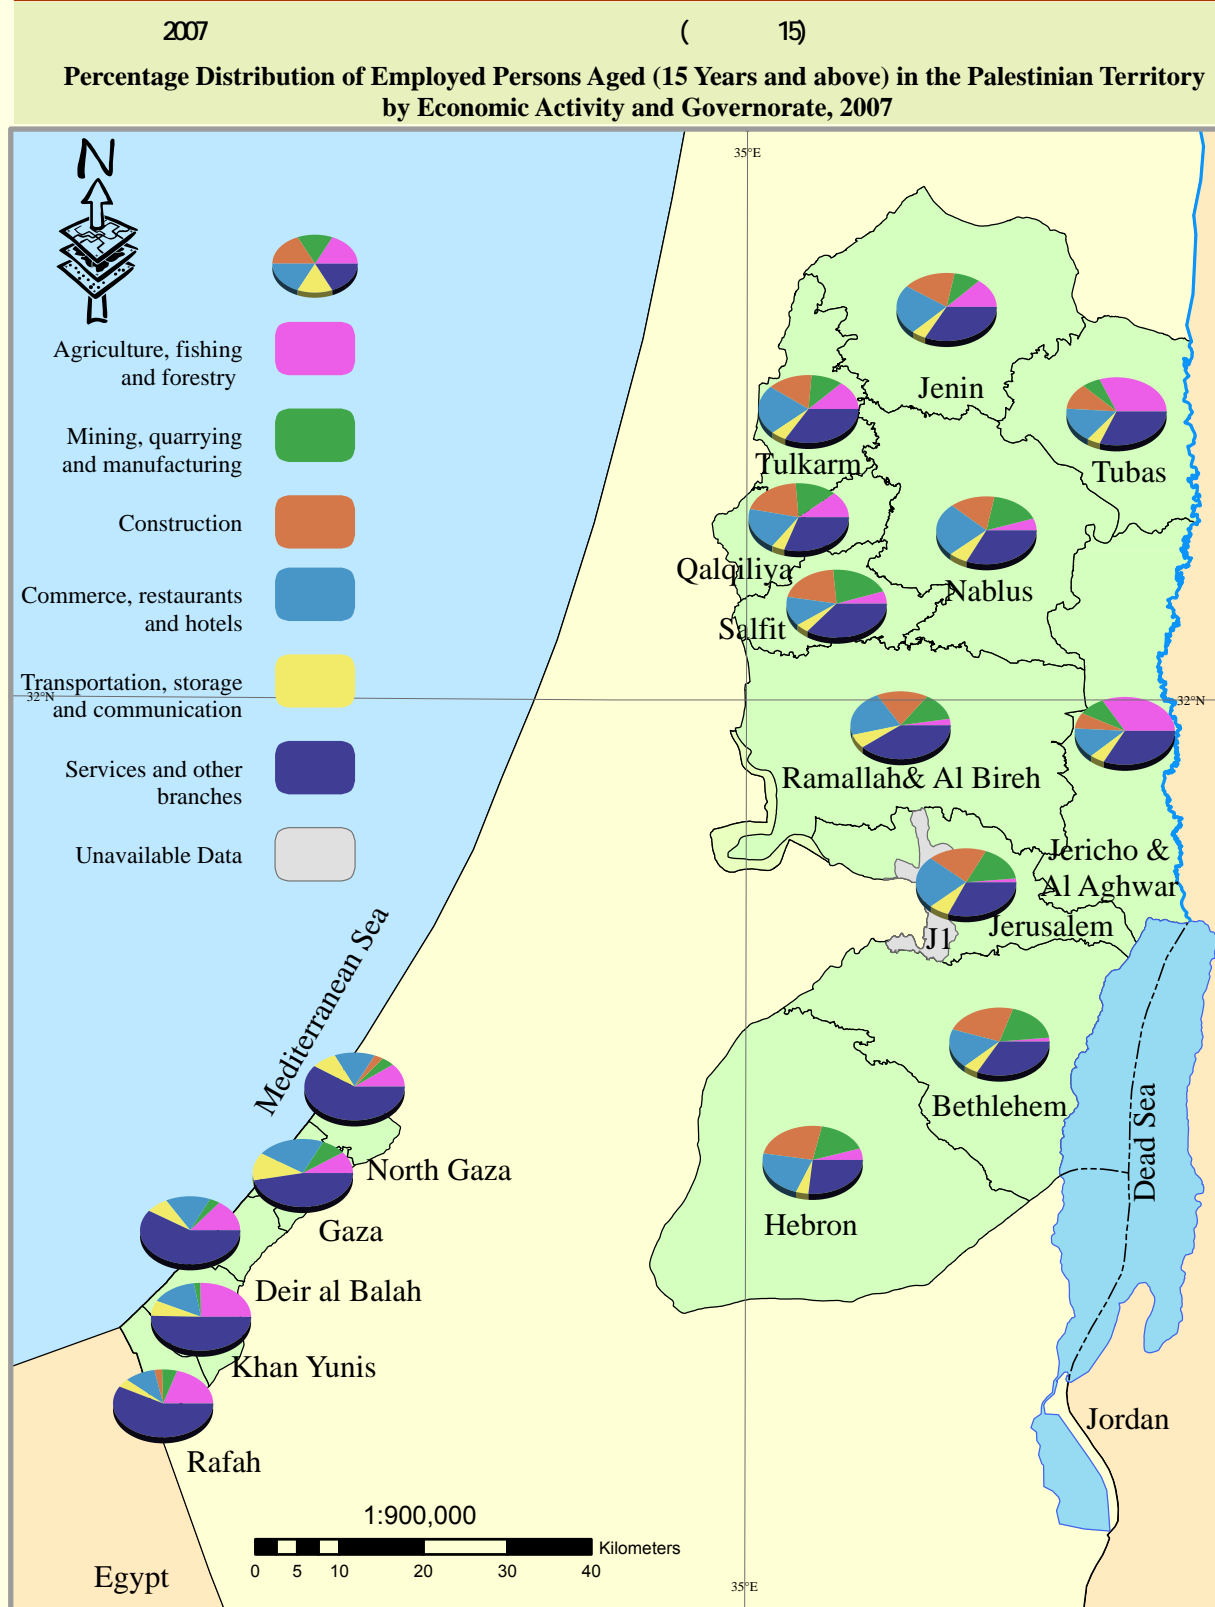 2007 ( 15)
Percentage Distribution of Employed Persons Aged (15 Years and above) in the Palestinian Territory
by Economic Activity and Governorate, 2007
N
35°E
Agriculture, fishing
and forestry
Mining, quarrying
and manufacturing
Construction
Commerce, restaurants
and hotels
Transportation, storage
and communication
Services and other
branches
Unavailable Data
32°N
32°N
Jenin
Tulkarm
Tubas
Qalqiliya
Nablus
Salfit
Ramallah& Al Bireh
Jericho &
Al Aghwar
Jerusalem
J1
Mediterranean Sea
Bethlehem
Dead Sea
North Gaza
Hebron
Gaza
Deir al Balah
Khan Yunis
Jordan
Rafah
1:900,000
Kilometers
0 5 10 20 30 40
Egypt
35°E